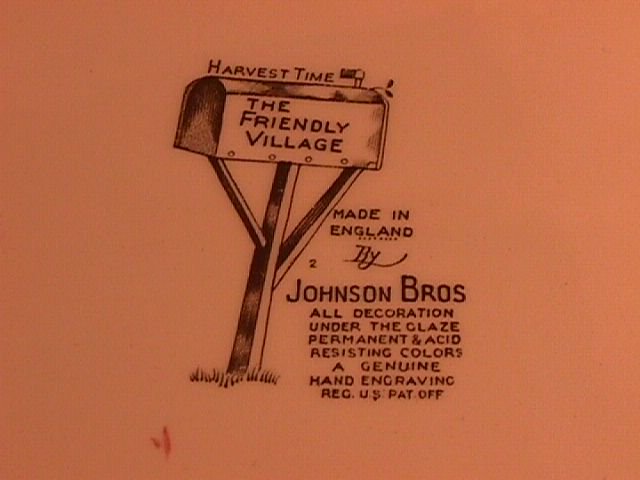 HARVEST TIME
THE
FRIENDLY
VILLAGE
MADE IN
ENGLAND
By
2
JOHNSON BROS
ALL DECORATION
UNDER THE GLAZE
PERMANENT & ACID
RESISTING COLORS
A GENUINE
HAND ENGRAVING
REG. U.S. PAT. OFF